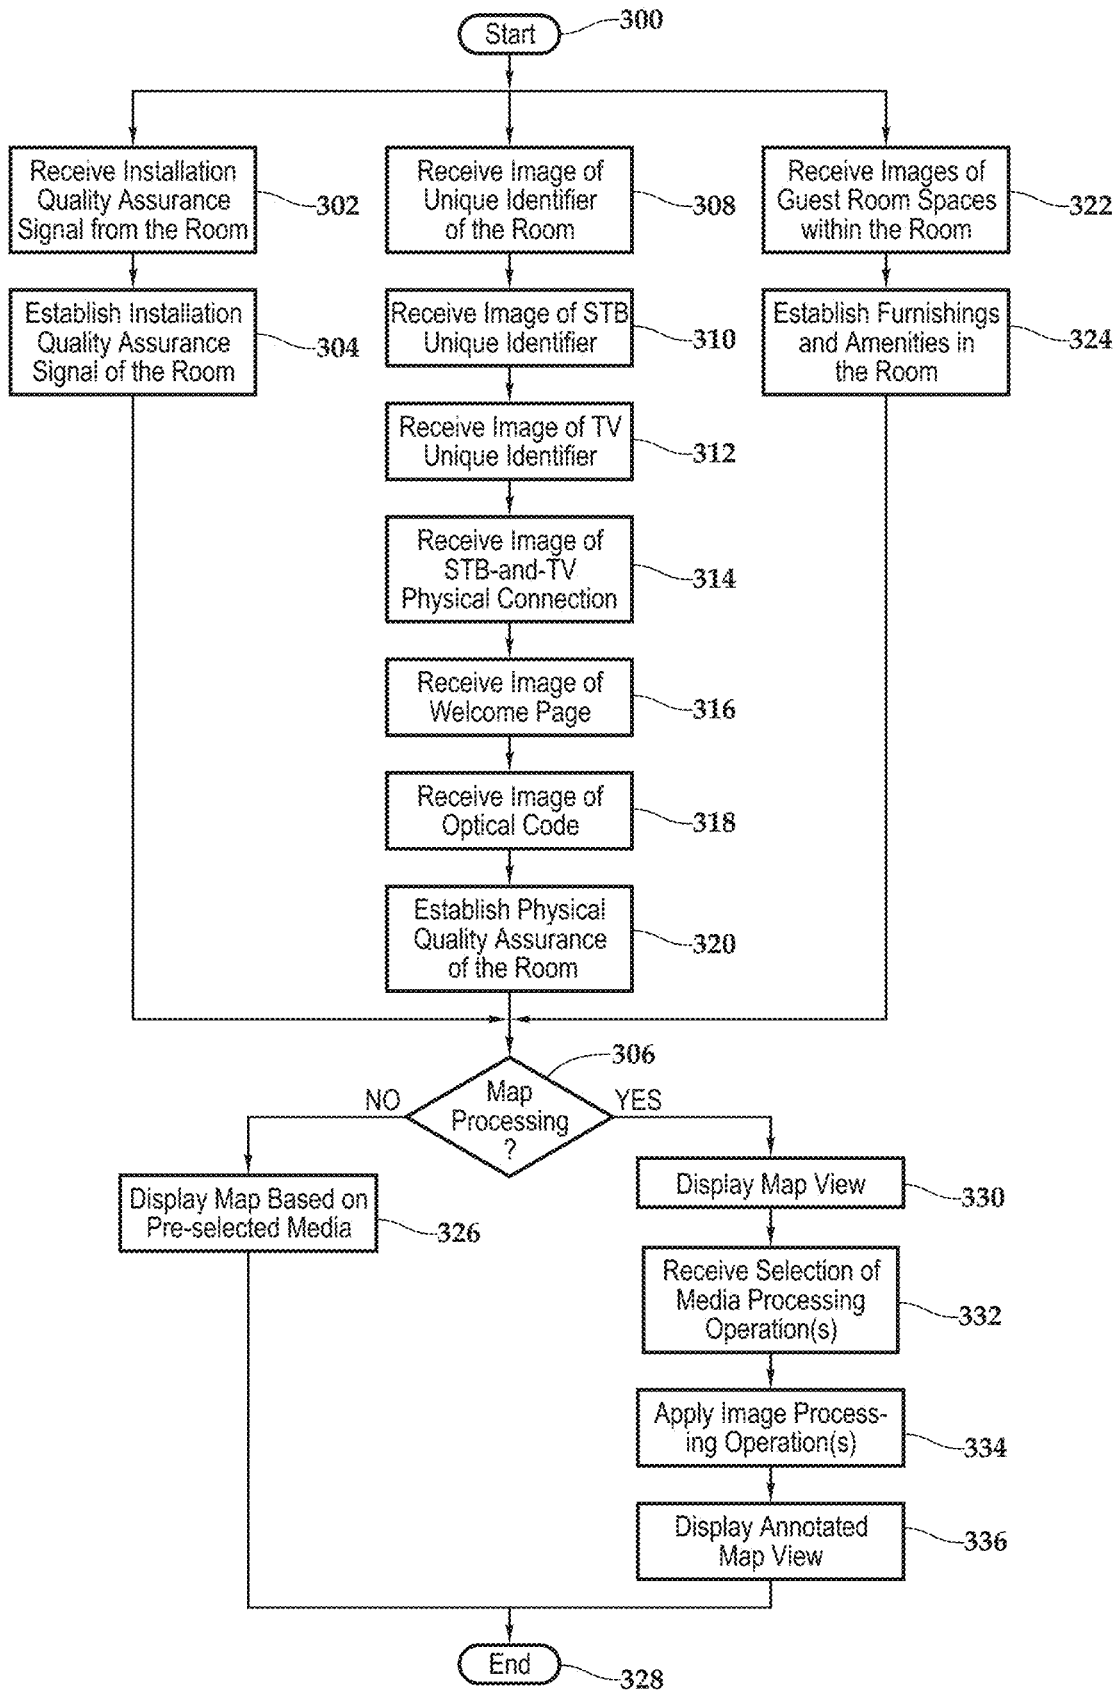 Start
300
Receive Installation
Quality Assurance
Signal from the Room
302
Establish Installation
Quality Assurance
Signal of the Room
304
Receive Image of
Unique Identifier
of the Room
308
Receive Image of STB
Unique Identifier
310
Receive Image of TV
Unique Identifier
312
Receive Image of
STB-and-TV
Physical Connection
314
Receive Image of
Welcome Page
316
Receive Image of
Optical Code
318
Establish Physical
Quality Assurance
of the Room
320
Receive Images of
Guest Room Spaces
within the Room
322
Establish Furnishings
and Amenities in
the Room
324
306
Map
Processing
?
NO
YES
Display Map Based on
Pre-selected Media
326
Display Map View
330
Receive Selection of
Media Processing
Operation(s)
332
Apply Image Process-
ing Operation(s)
334
Display Annotated
Map View
336
End
328